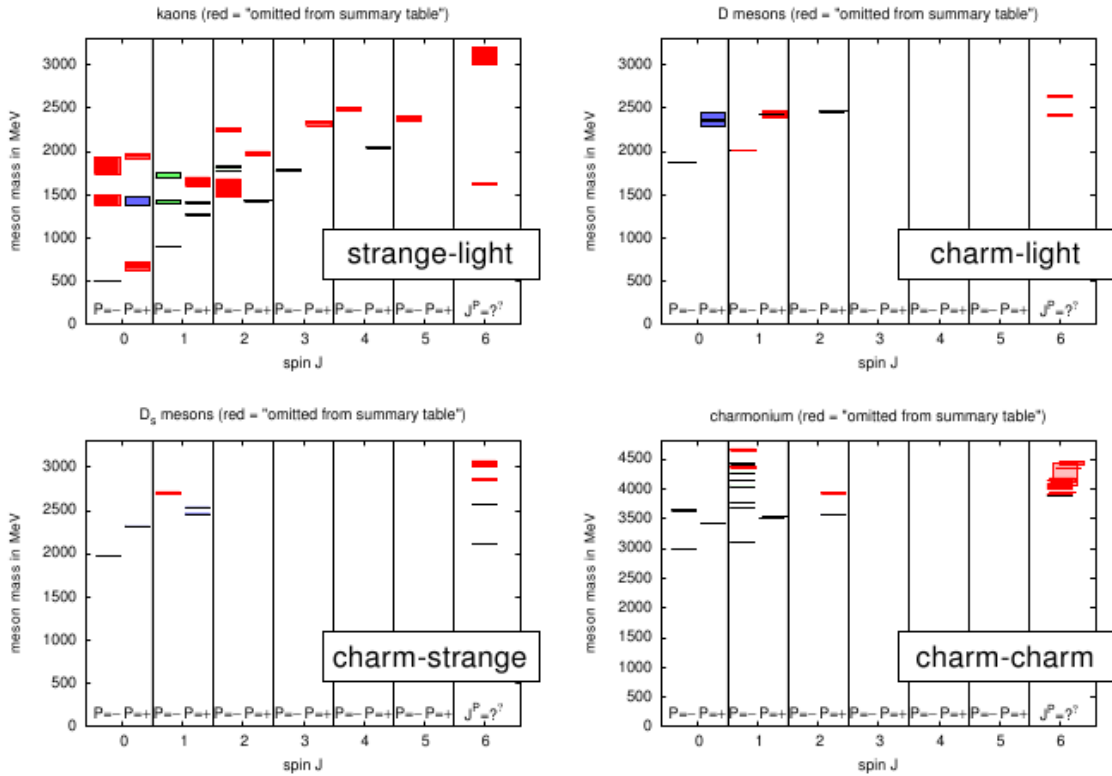 kaons (red = "omitted from summary table")
3000
2500
2000
1500
1000
500
0
meson mass in MeV
strange-light
P=− P=+ P=− P=+ P=− P=+ P=− P=+ P=− P=+ P=− P=+ J^P=?^?
0 1 2 3 4 5 6
spin J
D mesons (red = "omitted from summary table")
3000
2500
2000
1500
1000
500
0
meson mass in MeV
charm-light
P=− P=+ P=− P=+ P=− P=+ P=− P=+ P=− P=+ P=− P=+ J^P=?^?
0 1 2 3 4 5 6
spin J
D_s mesons (red = "omitted from summary table")
3000
2500
2000
1500
1000
500
0
meson mass in MeV
charm-strange
P=− P=+ P=− P=+ P=− P=+ P=− P=+ P=− P=+ P=− P=+ J^P=?^?
0 1 2 3 4 5 6
spin J
charmonium (red = "omitted from summary table")
4500
4000
3500
3000
2500
2000
1500
1000
500
0
meson mass in MeV
charm-charm
P=− P=+ P=− P=+ P=− P=+ P=− P=+ P=− P=+ P=− P=+ J^P=?^?
0 1 2 3 4 5 6
spin J